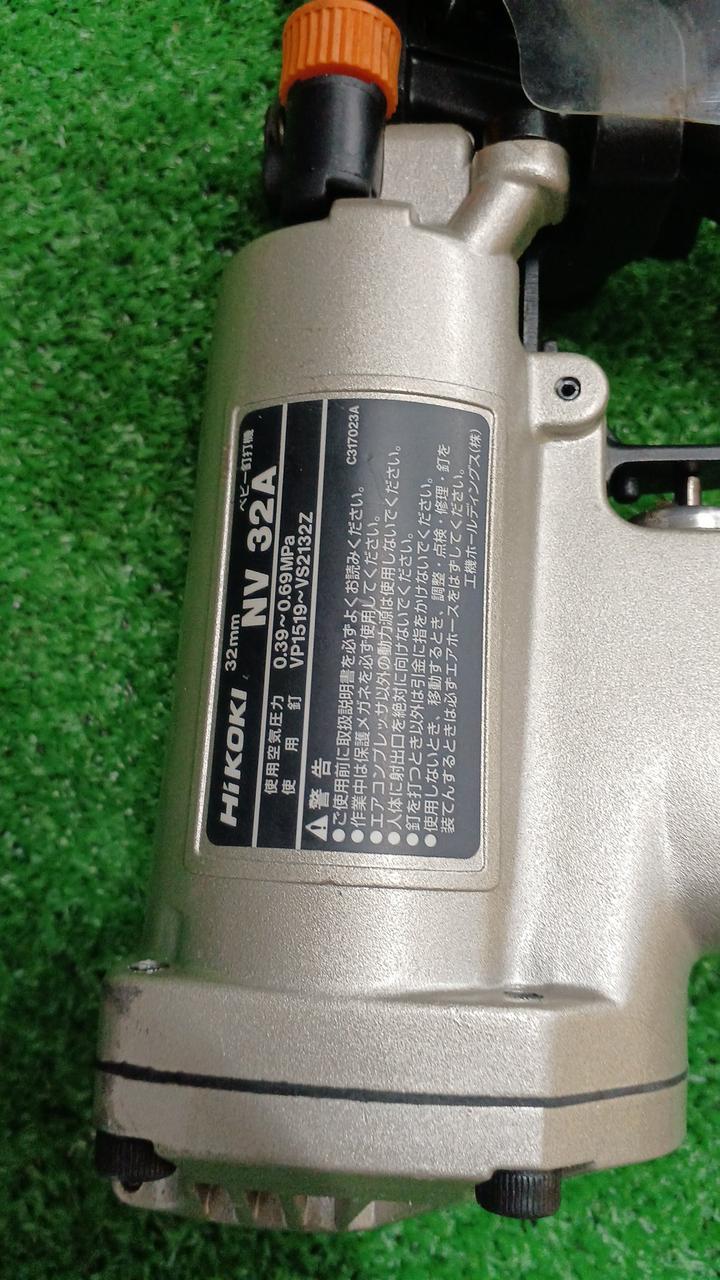 HiKOKI 32mm NV 32A ベビー釘打機
使用空気圧力 0.39～0.69MPa
使用釘 VP1519～VS2132Z
警告 C317023A
●ご使用前に取扱説明書を必ずよくお読みください。
●作業中は保護メガネを必ず使用してください。
●エアコンプレッサ以外の動力源は使用しないでください。
●人体に射出口を絶対に向けないでください。
●釘を打つとき以外は引金に指をかけないでください。
●使用しないとき、移動するとき、調整・点検・修理・釘を
装てんするときは必ずエアホースをはずしてください。
工機ホールディングス(株)